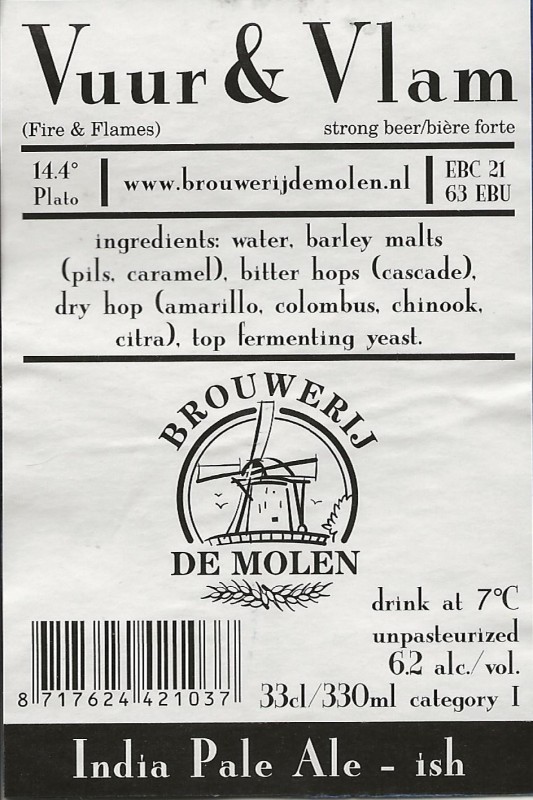 Vuur & Vlam
(Fire & Flames)
strong beer/bière forte
14.4°
Plato
www.brouwerijdemolen.nl
EBC 21
63 EBU
ingredients: water, barley malts
(pils, caramel), bitter hops (cascade),
dry hop (amarillo, colombus, chinook,
citra), top fermenting yeast.
BROUWERIJ
DE MOLEN
drink at 7°C
unpasteurized
6.2 alc./vol.
33cl/330ml category I
8 717624 421037
India Pale Ale - ish